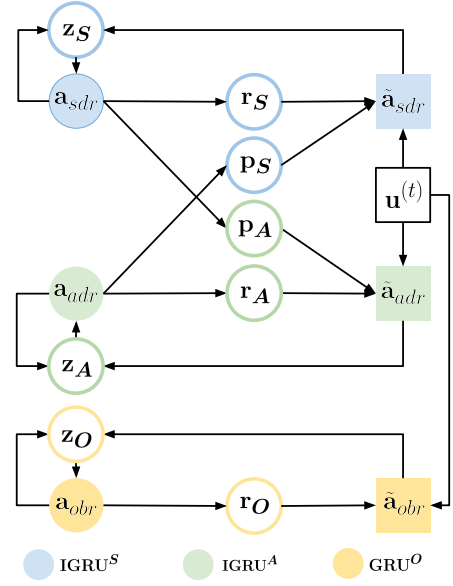 z_S
a_sdr r_S ã_sdr
p_S
u^(t)
p_A
a_adr r_A ã_adr
z_A
z_O
a_obr r_O ã_obr
IGRU^S IGRU^A GRU^O